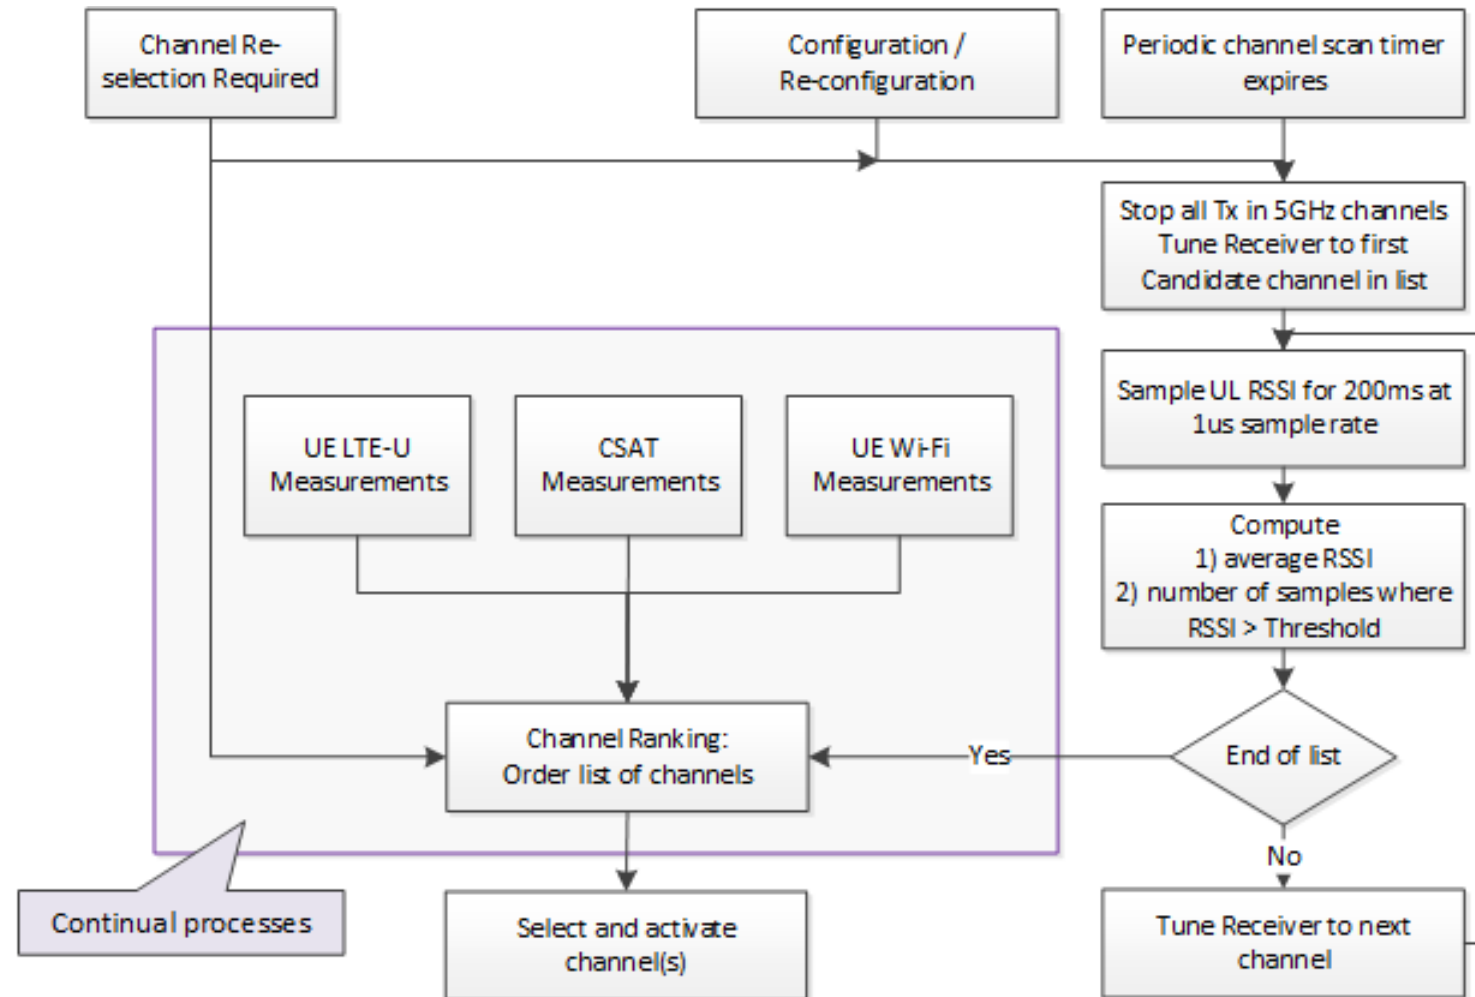 Channel Re-
selection Required
Configuration /
Re-configuration
Periodic channel scan timer
expires
Stop all Tx in 5GHz channels
Tune Receiver to first
Candidate channel in list
Sample UL RSSI for 200ms at
1us sample rate
UE LTE-U
Measurements
CSAT
Measurements
UE Wi-Fi
Measurements
Compute
1) average RSSI
2) number of samples where
RSSI > Threshold
Channel Ranking:
Order list of channels
Yes
End of list
No
Continual processes
Select and activate
channel(s)
Tune Receiver to next
channel